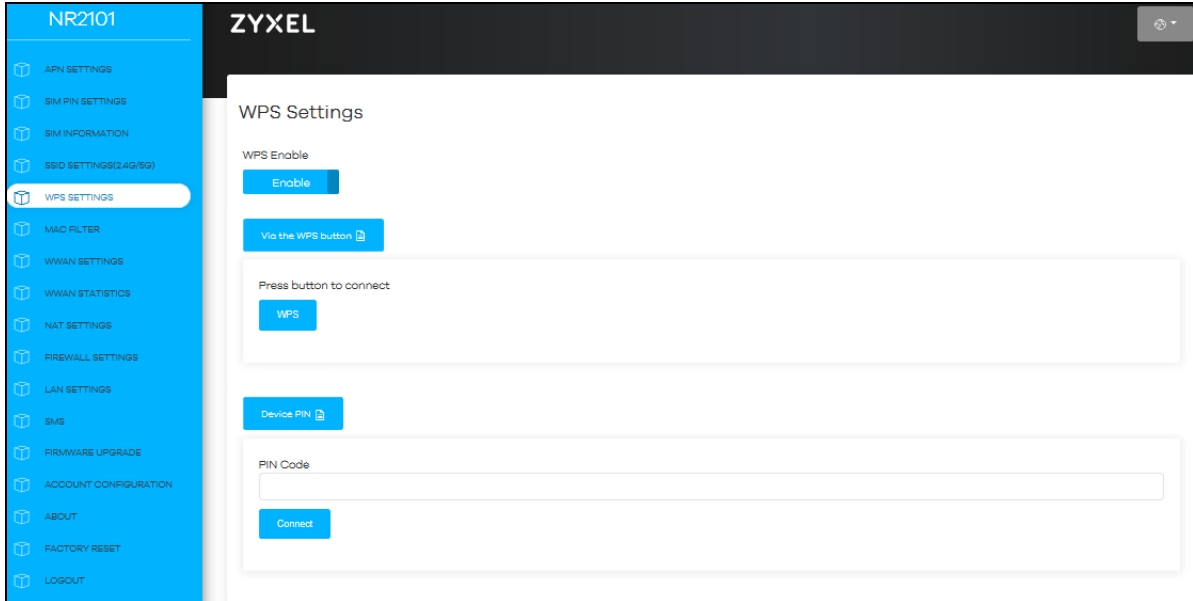 NR2101
APN SETTINGS
SIM PIN SETTINGS
SIM INFORMATION
SSID SETTINGS(2.4G/5G)
WPS SETTINGS
MAC FILTER
WWAN SETTINGS
WWAN STATISTICS
NAT SETTINGS
FIREWALL SETTINGS
LAN SETTINGS
SMS
FIRMWARE UPGRADE
ACCOUNT CONFIGURATION
ABOUT
FACTORY RESET
LOGOUT
ZYXEL
WPS Settings
WPS Enable
Enable
Via the WPS button
Press button to connect
WPS
Device PIN
PIN Code
Connect